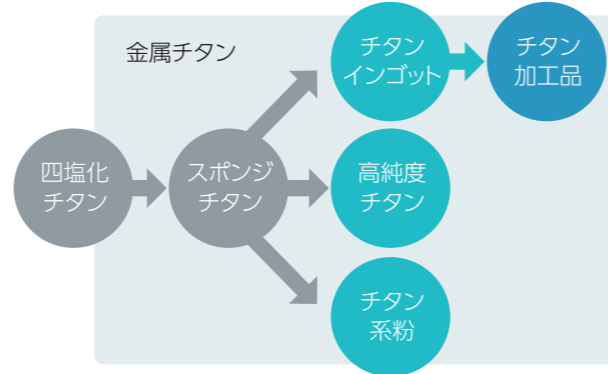 金属チタン
チタン
インゴット
チタン
加工品
四塩化
チタン
スポンジ
チタン
高純度
チタン
チタン
系粉